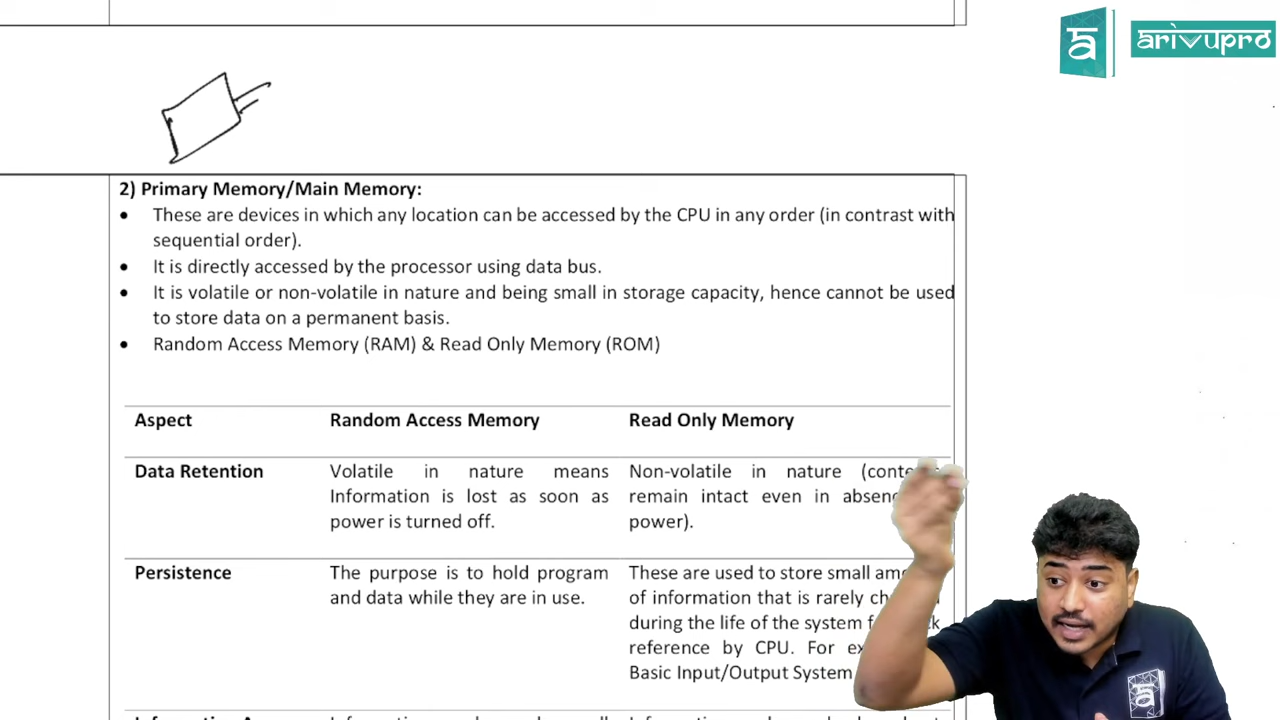 arivupro
2) Primary Memory/Main Memory:
• These are devices in which any location can be accessed by the CPU in any order (in contrast with
sequential order).
• It is directly accessed by the processor using data bus.
• It is volatile or non-volatile in nature and being small in storage capacity, hence cannot be used
to store data on a permanent basis.
• Random Access Memory (RAM) & Read Only Memory (ROM)
Aspect Random Access Memory Read Only Memory
Data Retention
Volatile in nature means
Information is lost as soon as
power is turned off.
Non-volatile in nature
remain intact even in
power).
Persistence
The purpose is to hold program
and data while they are in use.
These are used to store small
of information that is rarely
during the life of the system
reference by CPU. For
Basic Input/Output System